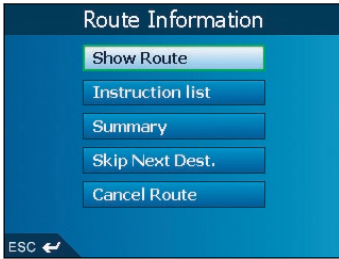 Route Information
Show Route
Instruction list
Summary
Skip Next Dest.
Cancel Route
ESC